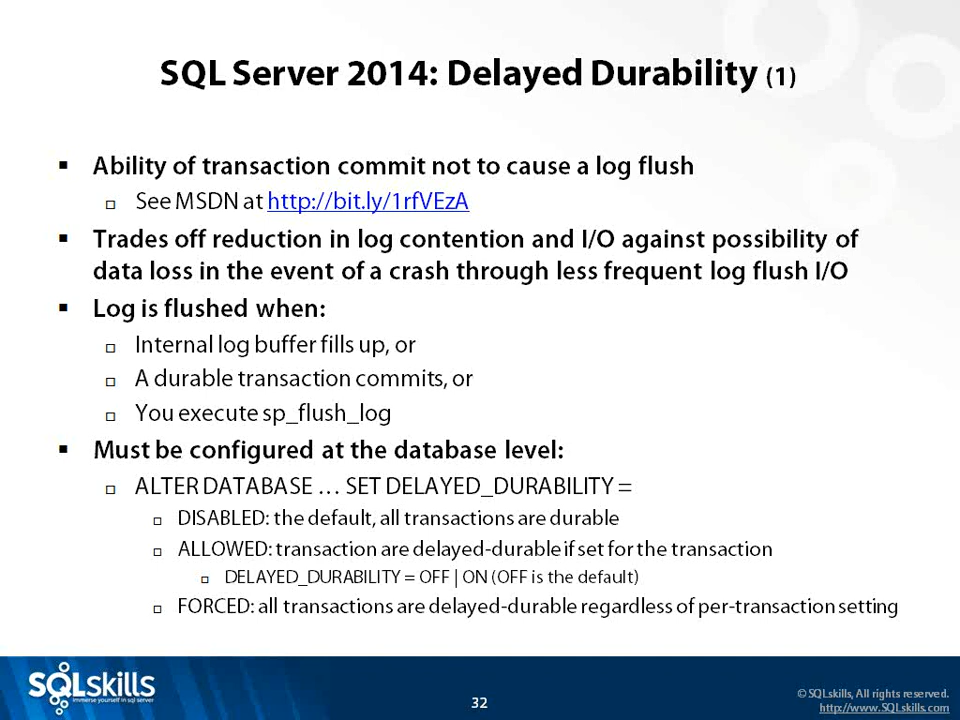 SQL Server 2014: Delayed Durability (1)
Ability of transaction commit not to cause a log flush
See MSDN at http://bit.ly/1rfVEzA
Trades off reduction in log contention and I/O against possibility of
data loss in the event of a crash through less frequent log flush I/O
Log is flushed when:
Internal log buffer fills up, or
A durable transaction commits, or
You execute sp_flush_log
Must be configured at the database level:
ALTER DATABASE … SET DELAYED_DURABILITY =
DISABLED: the default, all transactions are durable
ALLOWED: transaction are delayed-durable if set for the transaction
DELAYED_DURABILITY = OFF | ON (OFF is the default)
FORCED: all transactions are delayed-durable regardless of per-transaction setting
SQLskills
immerse yourself in sql server
32
© SQLskills, All rights reserved.
http://www.SQLskills.com